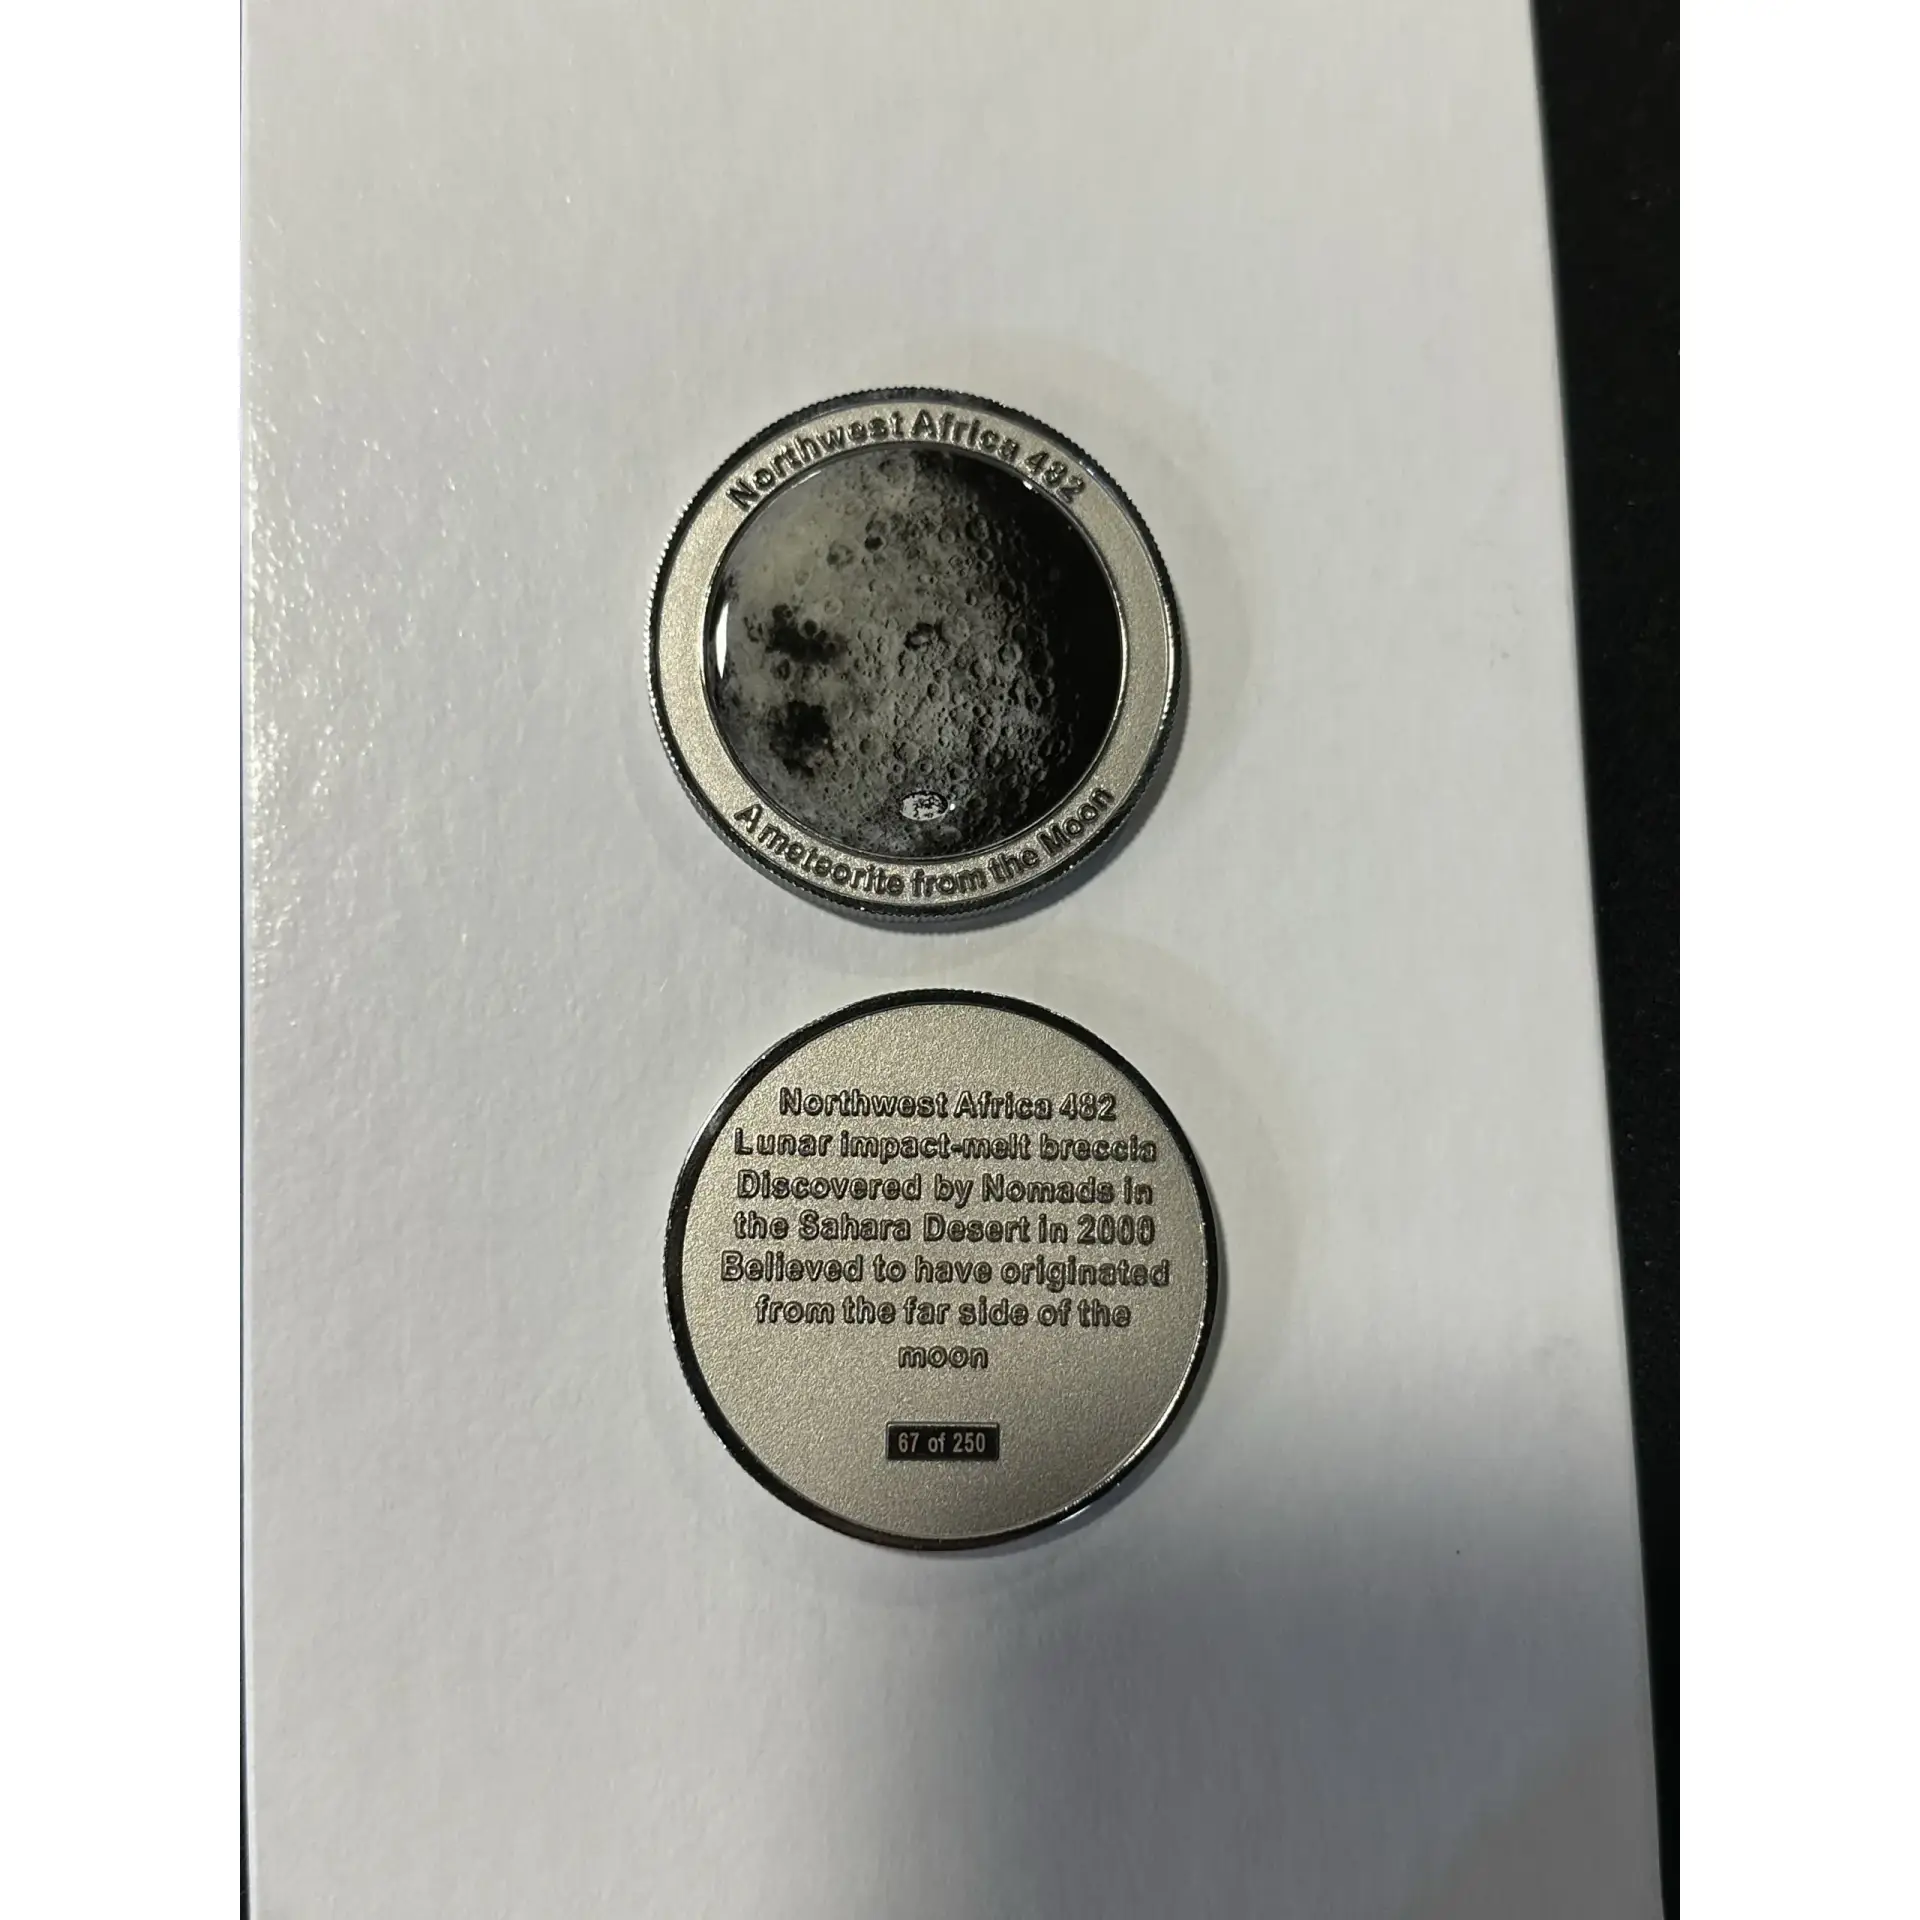 Northwest Africa 482
A meteorite from the Moon
Northwest Africa 482
Lunar impact-melt breccia
Discovered by Nomads in
the Sahara Desert in 2000
Believed to have originated
from the far side of the
moon
67 of 250